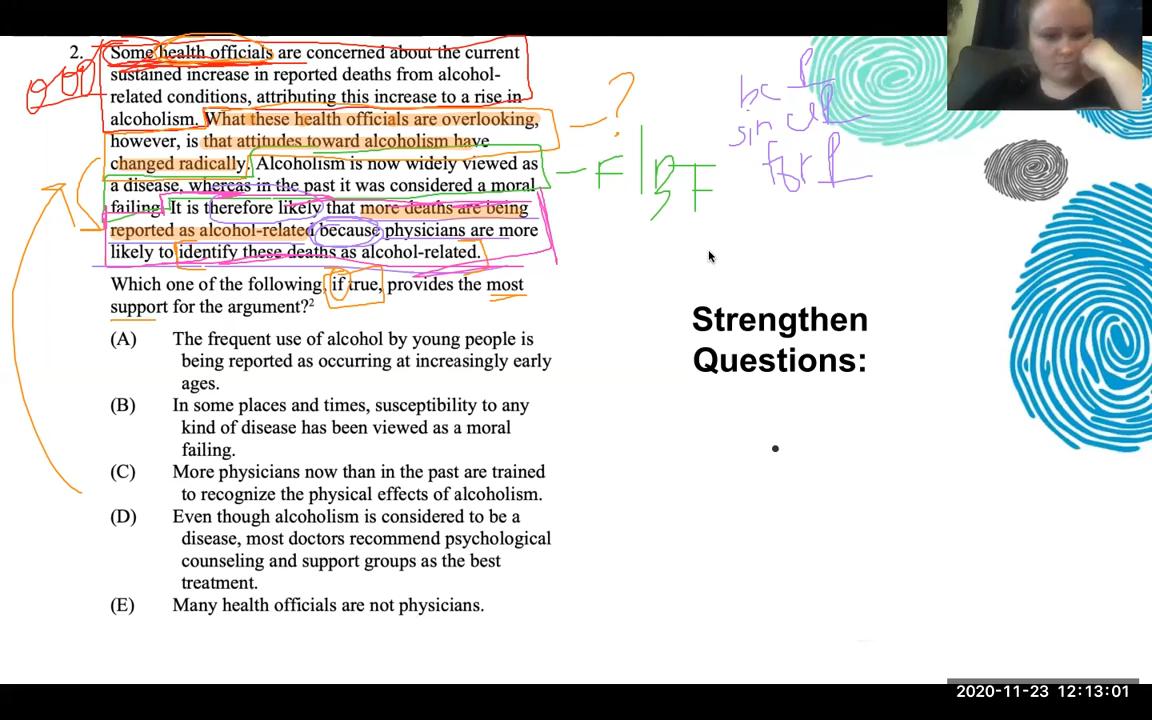 2. Some health officials are concerned about the current
sustained increase in reported deaths from alcohol-
related conditions, attributing this increase to a rise in
alcoholism. What these health officials are overlooking,
however, is that attitudes toward alcoholism have
changed radically. Alcoholism is now widely viewed as
a disease, whereas in the past it was considered a moral
failing. It is therefore likely that more deaths are being
reported as alcohol-related because physicians are more
likely to identify these deaths as alcohol-related.
Which one of the following, if true, provides the most
support for the argument?2
(A) The frequent use of alcohol by young people is
being reported as occurring at increasingly early
ages.
(B) In some places and times, susceptibility to any
kind of disease has been viewed as a moral
failing.
(C) More physicians now than in the past are trained
to recognize the physical effects of alcoholism.
(D) Even though alcoholism is considered to be a
disease, most doctors recommend psychological
counseling and support groups as the best
treatment.
(E) Many health officials are not physicians.
?
F
bc P
sin
for P
Strengthen
Questions:
•
2020-11-23 12:13:01